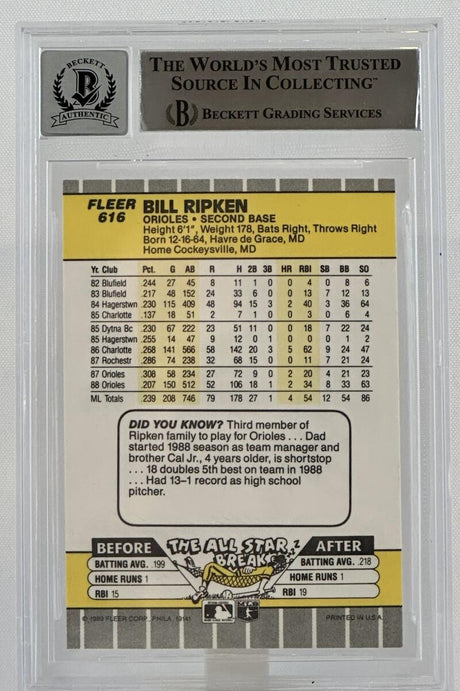 BECKETT
AUTHENTIC
THE WORLD'S MOST TRUSTED
SOURCE IN COLLECTING™
BECKETT GRADING SERVICES
FLEER 616
BILL RIPKEN
ORIOLES • SECOND BASE
Height 6'1", Weight 178, Bats Right, Throws Right
Born 12-16-64, Havre de Grace, MD
Home Cockeysville, MD
Yr. Club Pct. G AB R H 2B 3B HR RBI SB BB SO
82 Blufield .244 27 45 8 11 1 0 0 4 0 8 6
83 Blufield .217 48 152 24 33 6 0 0 13 7 12 13
84 Hagerstwn .230 115 409 48 94 15 3 2 40 3 36 64
85 Charlotte .137 18 51 2 7 1 0 0 3 0 6 4
85 Dytna Bc .230 67 222 23 51 11 0 0 18 7 22 24
85 Hagerstwn .255 14 47 9 12 0 1 0 0 0 6 3
86 Charlotte .268 141 566 58 142 20 3 5 62 9 24 47
87 Rochestr .286 74 238 32 68 15 0 0 11 7 21 24
87 Orioles .308 58 234 27 72 9 0 2 20 4 21 23
88 Orioles .207 150 512 52 106 18 1 2 34 8 33 63
ML Totals .239 208 746 79 178 27 1 4 54 12 54 86
DID YOU KNOW? Third member of
Ripken family to play for Orioles . . . Dad
started 1988 season as team manager and
brother Cal Jr., 4 years older, is shortstop
. . . 18 doubles 5th best on team in 1988
. . . Had 13-1 record as high school
pitcher.
BEFORE THE ALL STAR BREAK AFTER
BATTING AVG. .199 BATTING AVG. .218
HOME RUNS 1 HOME RUNS 1
RBI 15 RBI 19
© 1989 FLEER CORP., PHILA. 19141 PRINTED IN U.S.A.